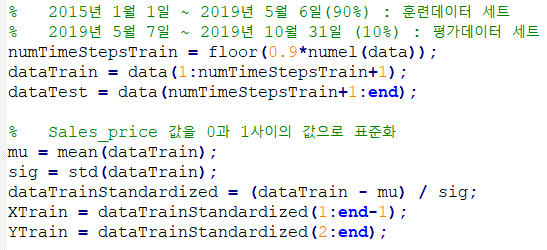 %   2015년 1월 1일 ~ 2019년 5월 6일(90%) : 훈련데이터 세트
%   2019년 5월 7일 ~ 2019년 10월 31일 (10%) : 평가데이터 세트
numTimeStepsTrain = floor(0.9*numel(data));
dataTrain = data(1:numTimeStepsTrain+1);
dataTest = data(numTimeStepsTrain+1:end);
%   Sales_price 값을 0과 1사이의 값으로 표준화
mu = mean(dataTrain);
sig = std(dataTrain);
dataTrainStandardized = (dataTrain - mu) / sig;
XTrain = dataTrainStandardized(1:end-1);
YTrain = dataTrainStandardized(2:end);